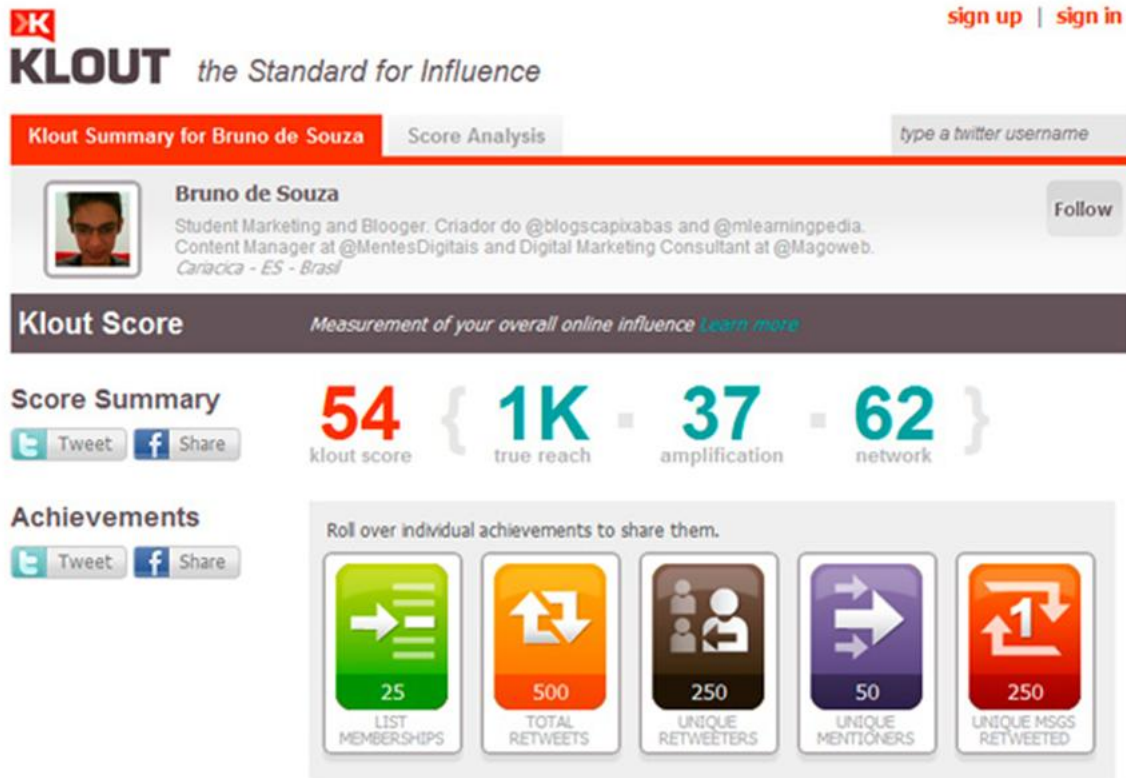 sign up | sign in
KLOUT the Standard for Influence
Klout Summary for Bruno de Souza Score Analysis type a twitter username
Bruno de Souza
Follow
Student Marketing and Blooger. Criador do @blogscapixabas and @mlearningpedia.
Content Manager at @MentesDigitais and Digital Marketing Consultant at @Magoweb.
Cariacica - ES - Brasil
Klout Score Measurement of your overall online influence Learn more
Score Summary
Tweet Share
54 { 1K 37 62 }
klout score true reach amplification network
Achievements
Tweet Share
Roll over individual achievements to share them.
1
25 500 250 50 250
LIST TOTAL UNIQUE UNIQUE UNIQUE MSGS
MEMBERSHIPS RETWEETS RETWEETERS MENTIONERS RETWEETED